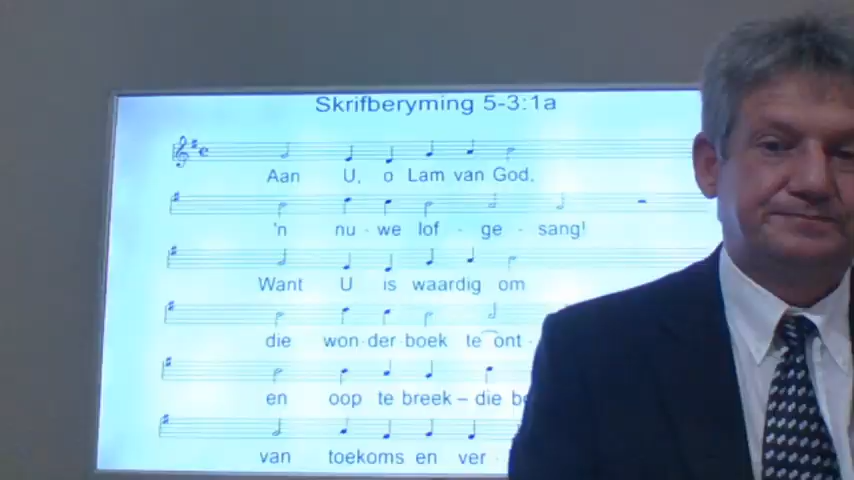 Skrifberyming 5-3:1a
Aan U, o Lam van God,
'n nu - we lof - ge - sang!
Want U is waardig om
die won-der-boek te ont -
en oop te breek – die
van toekoms en ver -